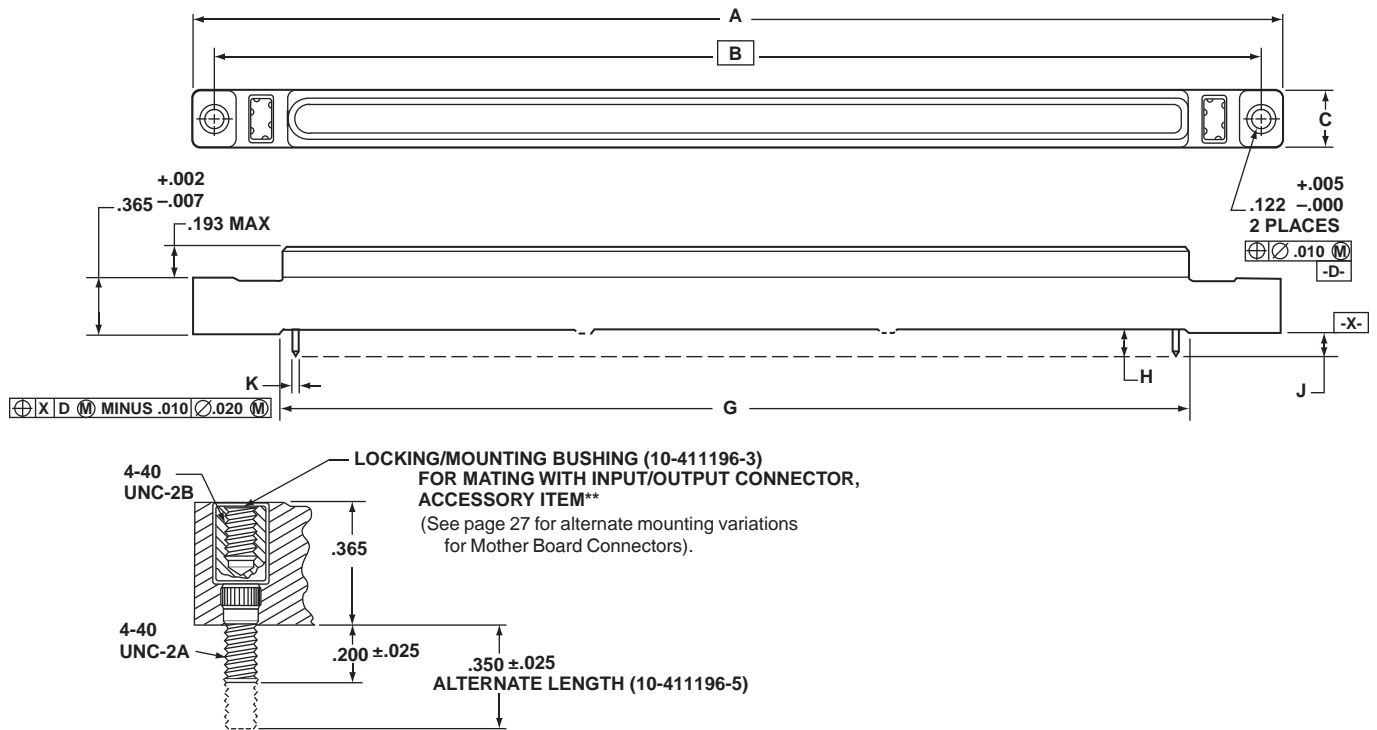 A
B
C
+.002
.365 –.007
.193 MAX
+.005
.122 –.000
2 PLACES
⌖ ∅ .010 Ⓜ
-D-
-X-
K
H
J
⌖ X D Ⓜ MINUS .010 ∅.020 Ⓜ
G
LOCKING/MOUNTING BUSHING (10-411196-3)
FOR MATING WITH INPUT/OUTPUT CONNECTOR,
ACCESSORY ITEM**
(See page 27 for alternate mounting variations
for Mother Board Connectors).
4-40
UNC-2B
.365
4-40
UNC-2A
.200 ±.025
.350 ±.025
ALTERNATE LENGTH (10-411196-5)